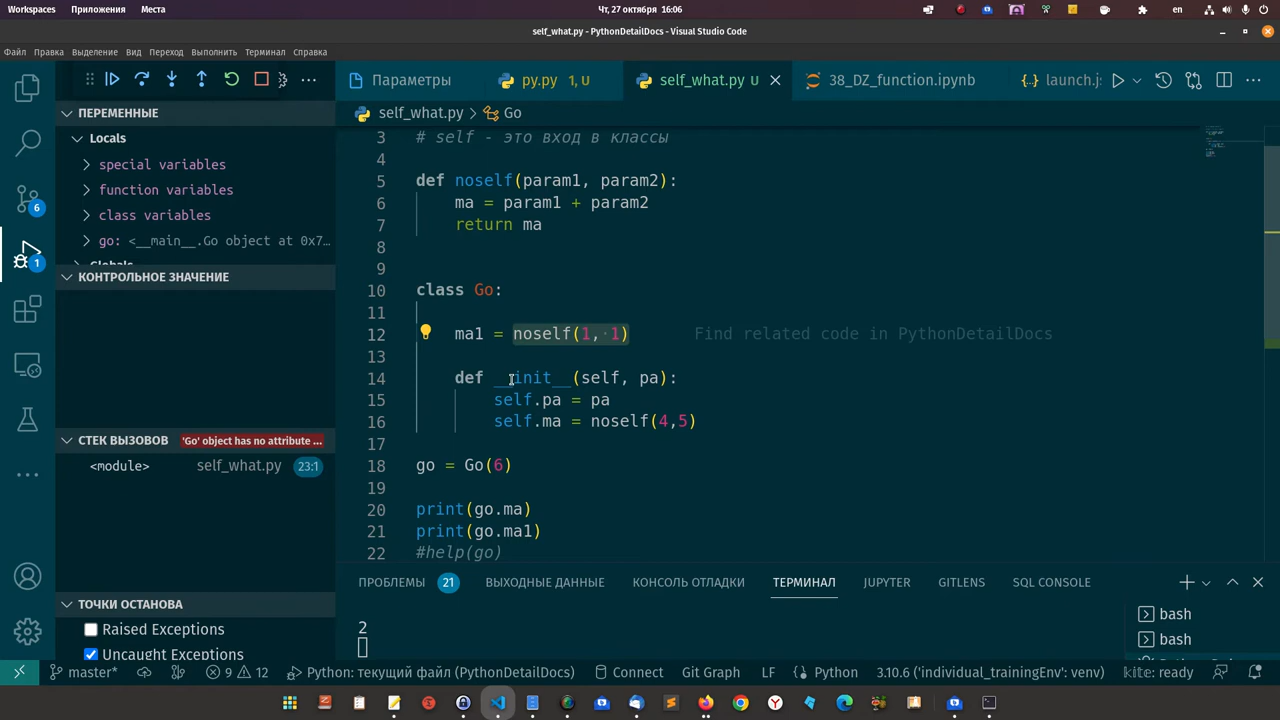 Workspaces Приложения Места Чт, 27 октября 16:06 en
self_what.py - PythonDetailDocs - Visual Studio Code
Файл Правка Выделение Вид Переход Выполнить Терминал Справка
Параметры py.py 1, U self_what.py U 38_DZ_function.ipynb launch.j
ПЕРЕМЕННЫЕ
self_what.py > Go
Locals
special variables
function variables
class variables
go: <__main__.Go object at 0x7...
Globals
КОНТРОЛЬНОЕ ЗНАЧЕНИЕ
6
1
СТЕК ВЫЗОВОВ 'Go' object has no attribute ...
<module> self_what.py 23:1
ТОЧКИ ОСТАНОВА
Raised Exceptions
Uncaught Exceptions
3 # self - это вход в классы
4
5 def noself(param1, param2):
6 ma = param1 + param2
7 return ma
8
9
10 class Go:
11
12 ma1 = noself(1,·1) Find related code in PythonDetailDocs
13
14 def __init__(self, pa):
15 self.pa = pa
16 self.ma = noself(4,5)
17
18 go = Go(6)
19
20 print(go.ma)
21 print(go.ma1)
22 #help(go)
ПРОБЛЕМЫ 21 ВЫХОДНЫЕ ДАННЫЕ КОНСОЛЬ ОТЛАДКИ ТЕРМИНАЛ JUPYTER GITLENS SQL CONSOLE
2
bash
bash
master* 9 12 Python: текущий файл (PythonDetailDocs) Connect Git Graph LF Python 3.10.6 ('individual_trainingEnv': venv) kite: ready